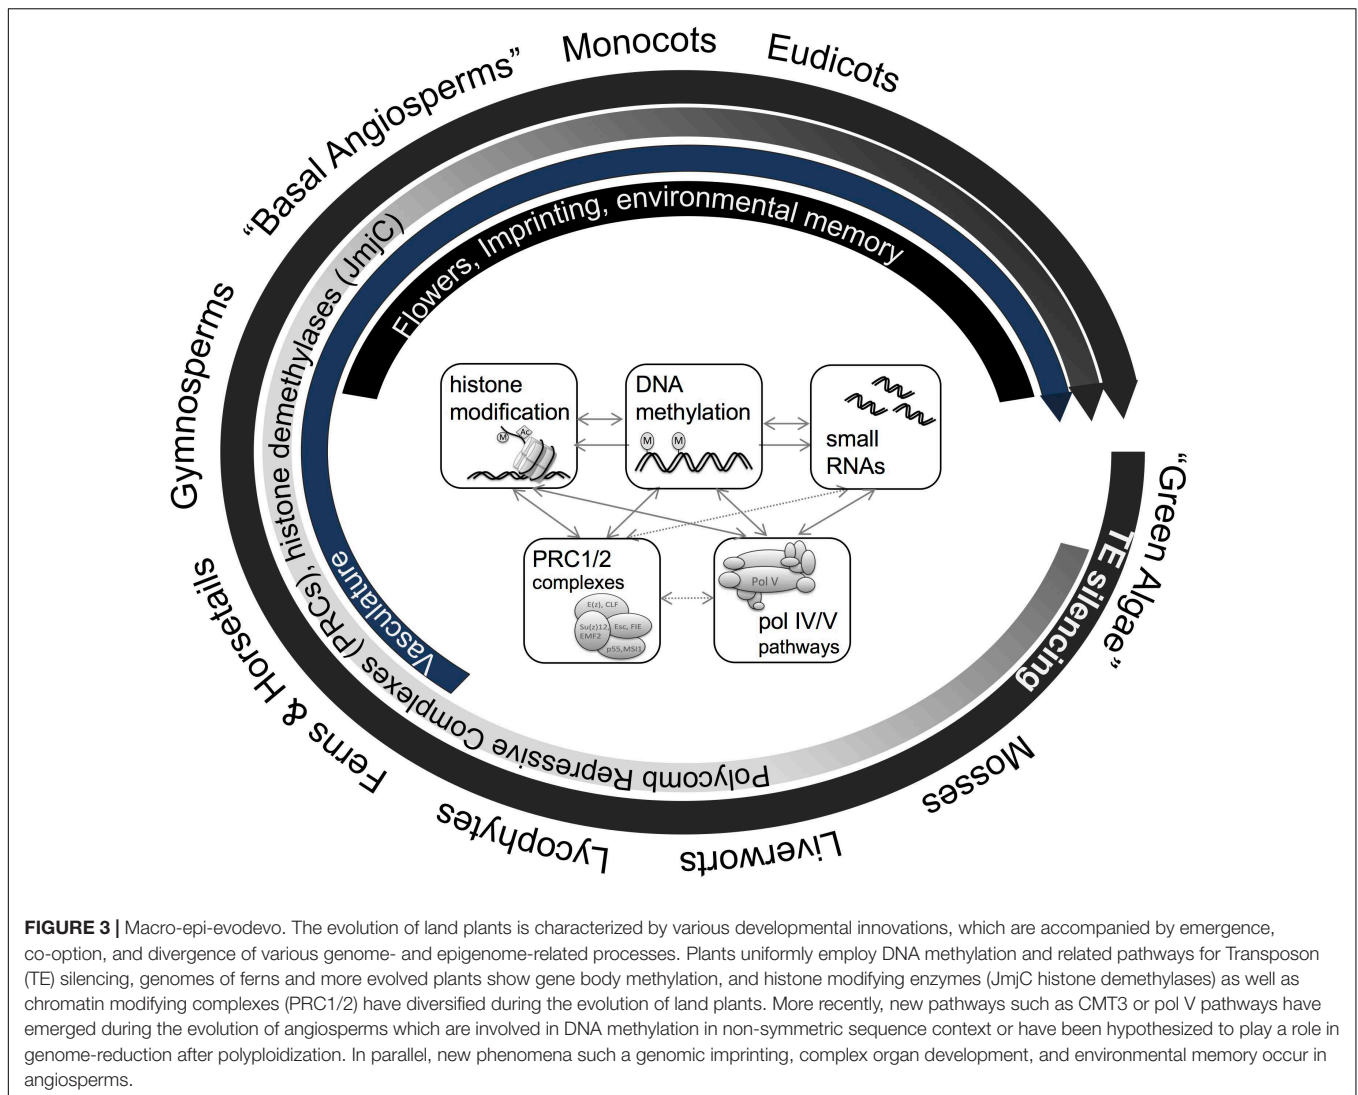 Monocots
Eudicots
“Basal Angiosperms”
Gymnosperms
Ferns & Horsetails
Lycophytes
Liverworts
Mosses
“Green Algae”
TE silencing
Polycomb Repressive Complexes (PRCs), histone demethylases (JmjC)
Vasculature
Flowers, Imprinting, environmental memory
histone
modification
M
Ac
DNA
methylation
M
M
small
RNAs
PRC1/2
complexes
E(z), CLF
Su(z)12,
EMF2
Esc, FIE
p55,MSI1
Pol V
pol IV/V
pathways
FIGURE 3 | Macro-epi-evodevo. The evolution of land plants is characterized by various developmental innovations, which are accompanied by emergence,
co-option, and divergence of various genome- and epigenome-related processes. Plants uniformly employ DNA methylation and related pathways for Transposon
(TE) silencing, genomes of ferns and more evolved plants show gene body methylation, and histone modifying enzymes (JmjC histone demethylases) as well as
chromatin modifying complexes (PRC1/2) have diversified during the evolution of land plants. More recently, new pathways such as CMT3 or pol V pathways have
emerged during the evolution of angiosperms which are involved in DNA methylation in non-symmetric sequence context or have been hypothesized to play a role in
genome-reduction after polyploidization. In parallel, new phenomena such a genomic imprinting, complex organ development, and environmental memory occur in
angiosperms.